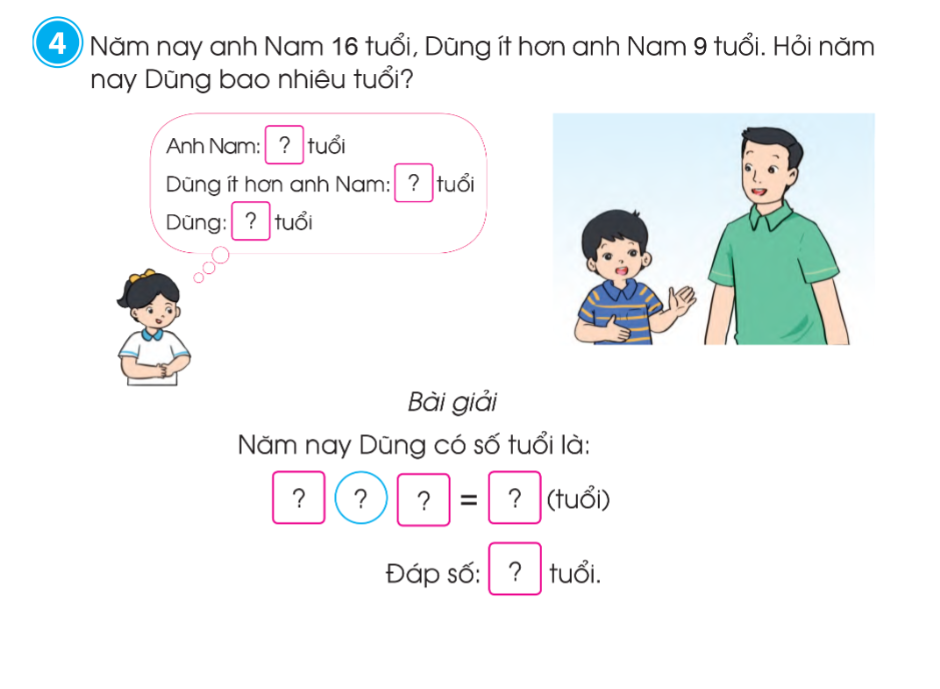 4 Năm nay anh Nam 16 tuổi, Dũng ít hơn anh Nam 9 tuổi. Hỏi năm
nay Dũng bao nhiêu tuổi?
Anh Nam: ? tuổi
Dũng ít hơn anh Nam: ? tuổi
Dũng: ? tuổi
Bài giải
Năm nay Dũng có số tuổi là:
? ? ? = ? (tuổi)
Đáp số: ? tuổi.